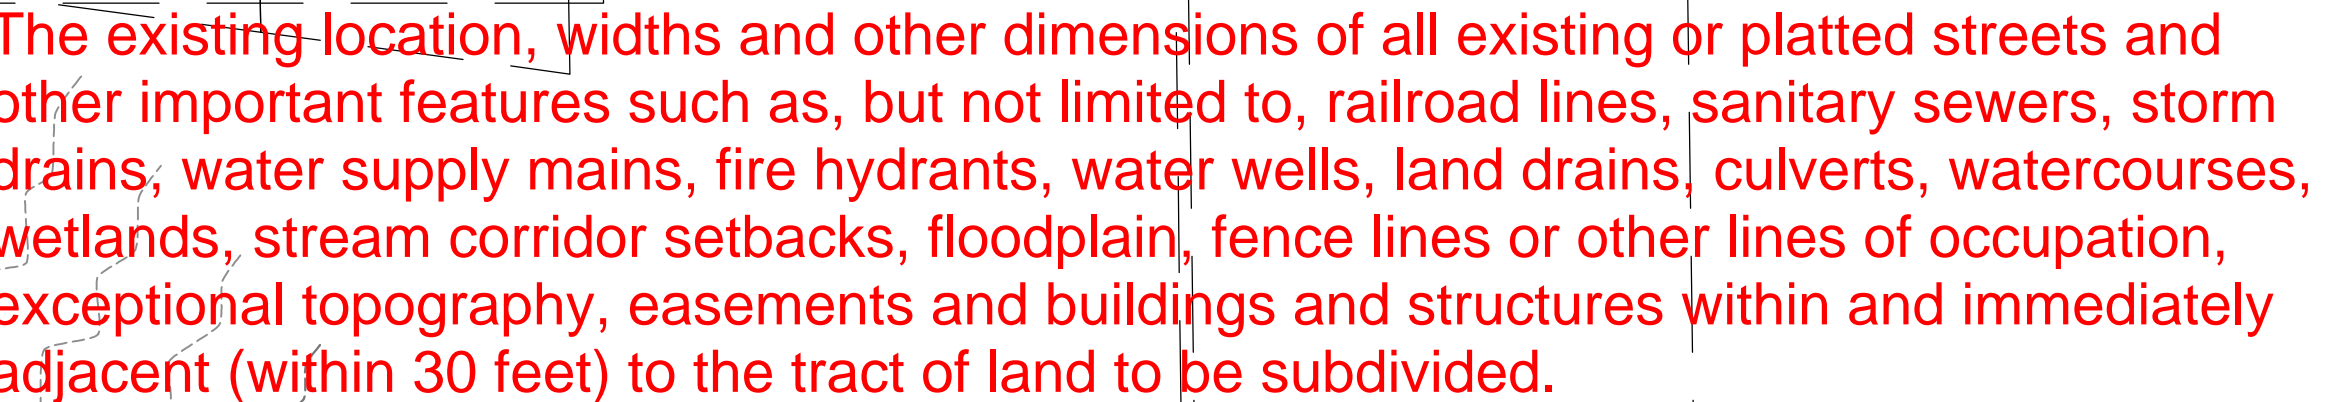 The existing location, widths and other dimensions of all existing or platted streets and
other important features such as, but not limited to, railroad lines, sanitary sewers, storm
drains, water supply mains, fire hydrants, water wells, land drains, culverts, watercourses,
wetlands, stream corridor setbacks, floodplain, fence lines or other lines of occupation,
exceptional topography, easements and buildings and structures within and immediately
adjacent (within 30 feet) to the tract of land to be subdivided.